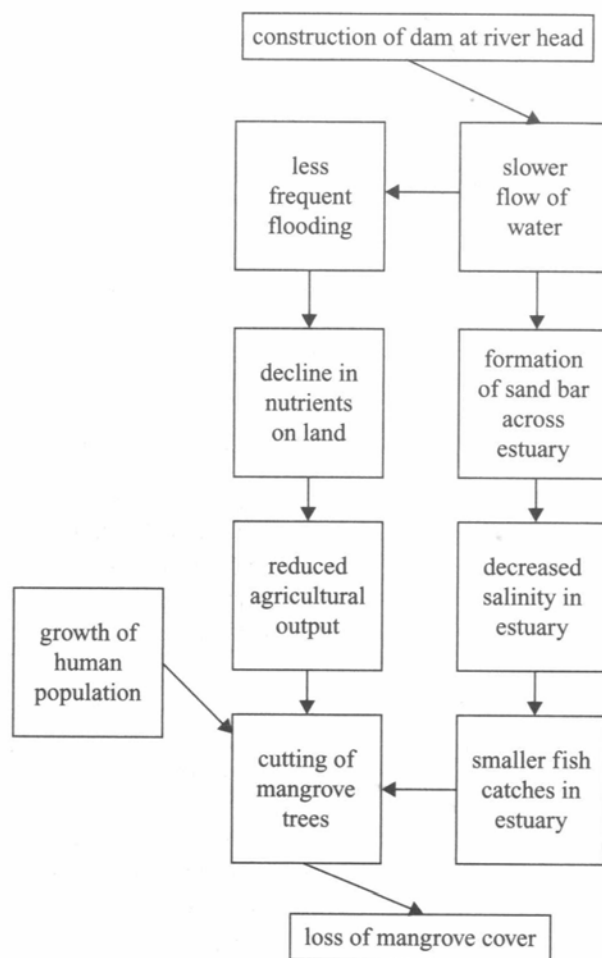 construction of dam at river head
less
frequent
flooding
slower
flow of
water
decline in
nutrients
on land
formation
of sand bar
across
estuary
reduced
agricultural
output
decreased
salinity in
estuary
growth of
human
population
cutting of
mangrove
trees
smaller fish
catches in
estuary
loss of mangrove cover